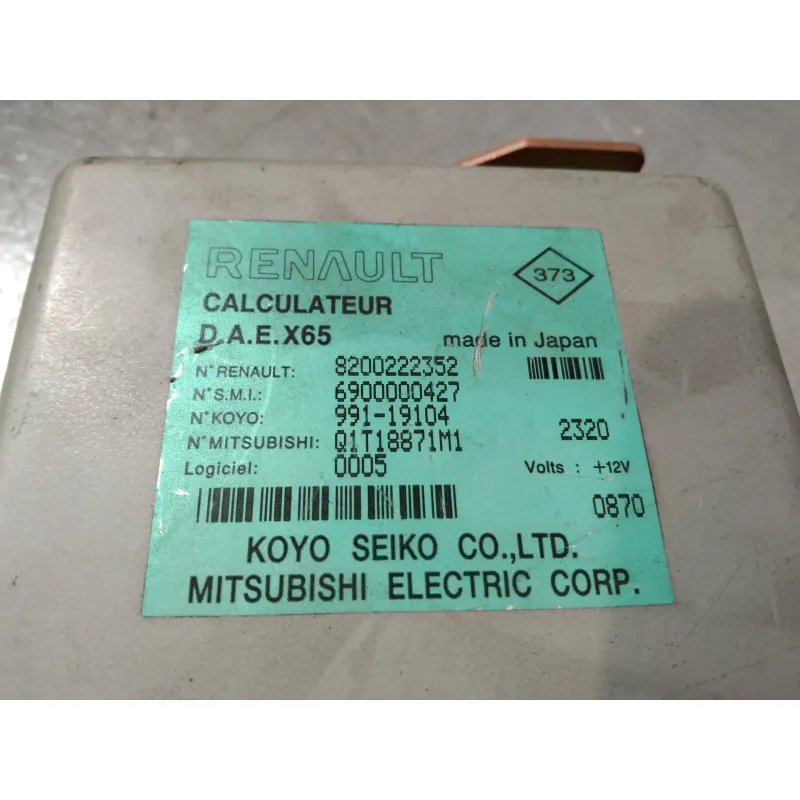 RENAULT
373
CALCULATEUR
D.A.E.X65 made in Japan
N° RENAULT: 8200222352
N° S.M.I.: 6900000427
N° KOYO: 991-19104 2320
N° MITSUBISHI: Q1T18871M1
Logiciel: 0005 Volts : +12V
0870
KOYO SEIKO CO.,LTD.
MITSUBISHI ELECTRIC CORP.